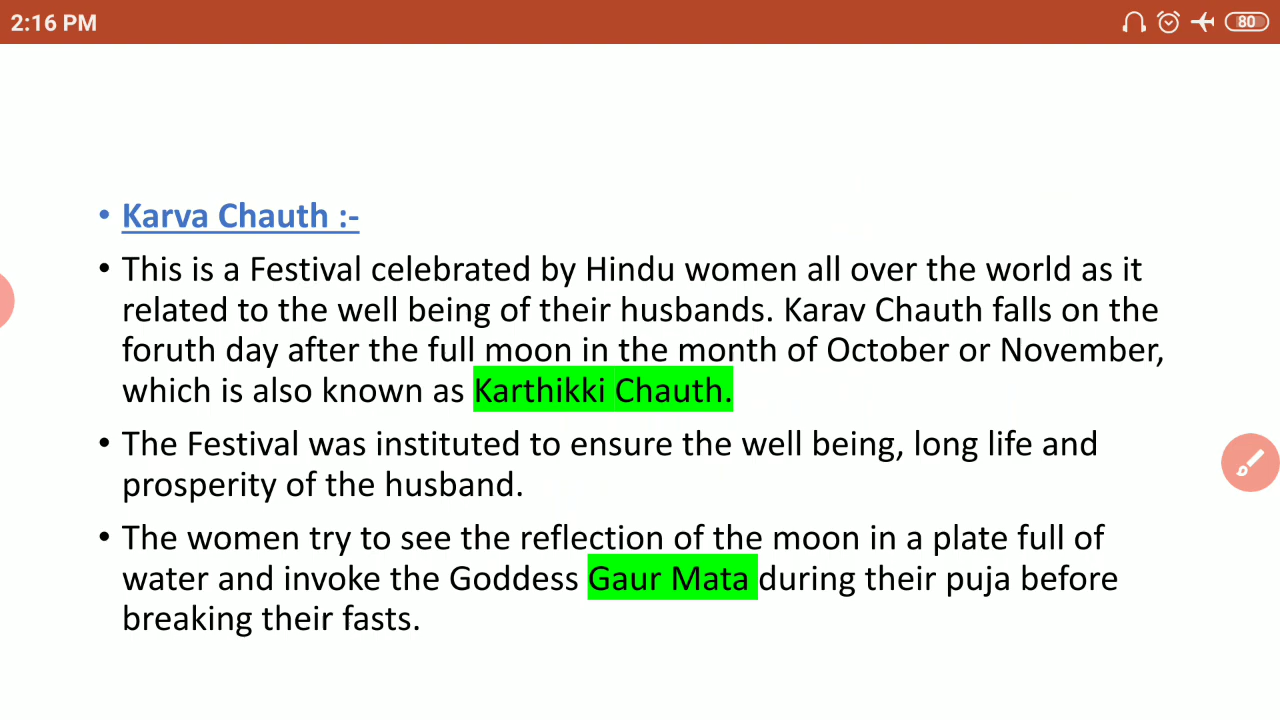 2:16 PM
80
• Karva Chauth :-
• This is a Festival celebrated by Hindu women all over the world as it
related to the well being of their husbands. Karav Chauth falls on the
foruth day after the full moon in the month of October or November,
which is also known as Karthikki Chauth.
• The Festival was instituted to ensure the well being, long life and
prosperity of the husband.
• The women try to see the reflection of the moon in a plate full of
water and invoke the Goddess Gaur Mata during their puja before
breaking their fasts.